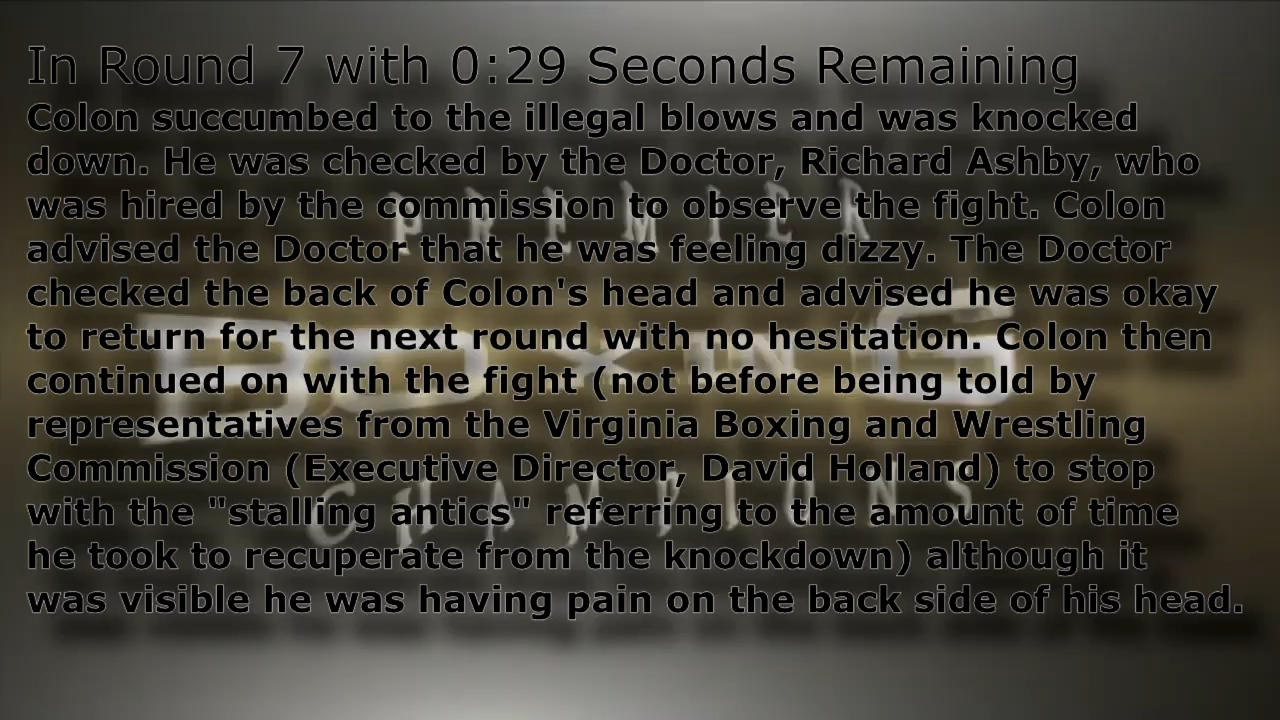 In Round 7 with 0:29 Seconds Remaining
Colon succumbed to the illegal blows and was knocked
down. He was checked by the Doctor, Richard Ashby, who
was hired by the commission to observe the fight. Colon
advised the Doctor that he was feeling dizzy. The Doctor
checked the back of Colon's head and advised he was okay
to return for the next round with no hesitation. Colon then
continued on with the fight (not before being told by
representatives from the Virginia Boxing and Wrestling
Commission (Executive Director, David Holland) to stop
with the "stalling antics" referring to the amount of time
he took to recuperate from the knockdown) although it
was visible he was having pain on the back side of his head.
PREMIER
BOXING
CHAMPIONS